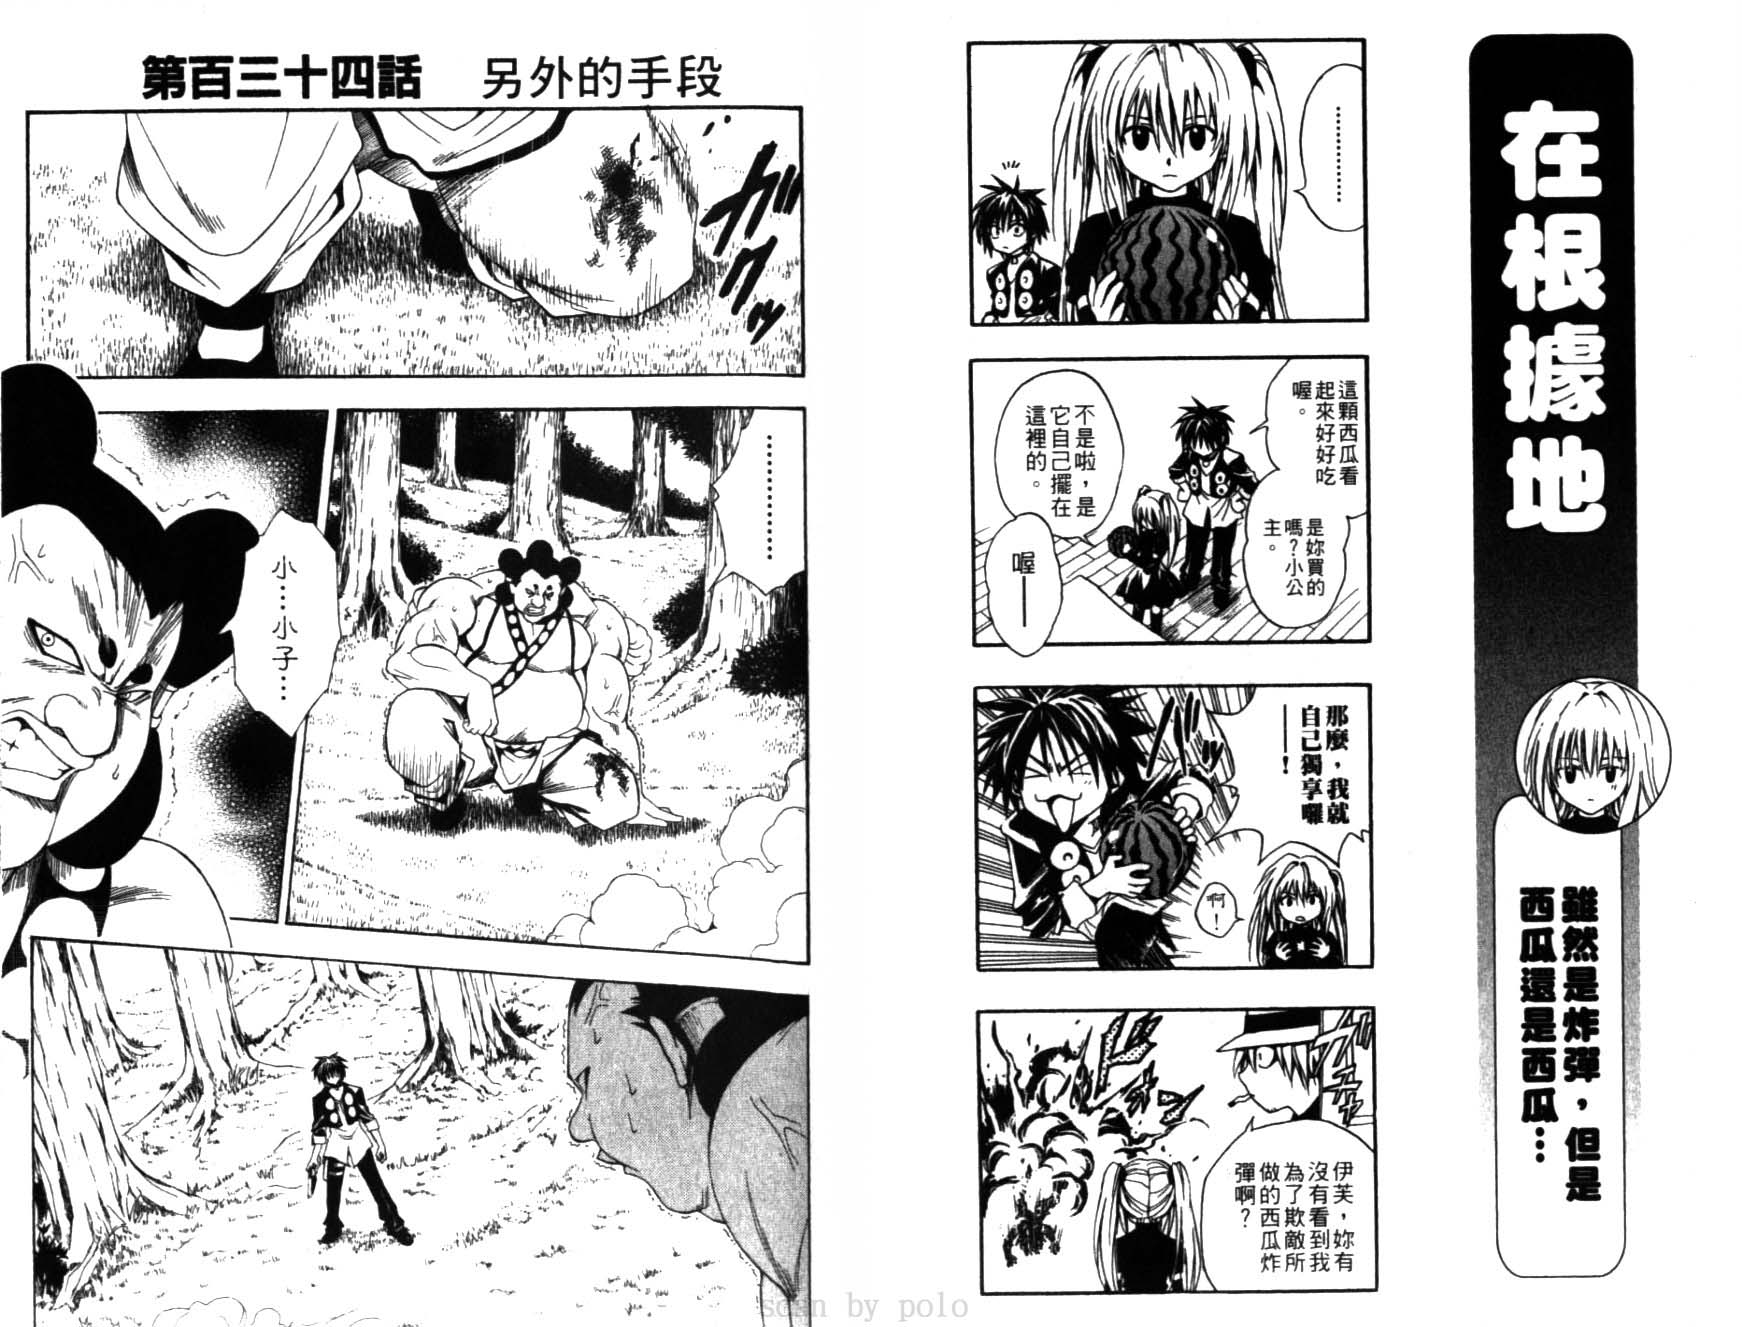 在根據地
雖然是炸彈，但是
西瓜還是西瓜…
…………
這顆西瓜看
起來好好吃
喔。
是妳買的
嗎?小公
主。
不是啦，是
它自己擺在
這裡的。
喔——
那麼，我就
自己獨享囉
——！
啊！
伊芙，妳有
沒有看到我
為了欺敵所
做的西瓜炸
彈啊?
第百三十四話 另外的手段
ガクッ
…………
小……小子……
scan by polo